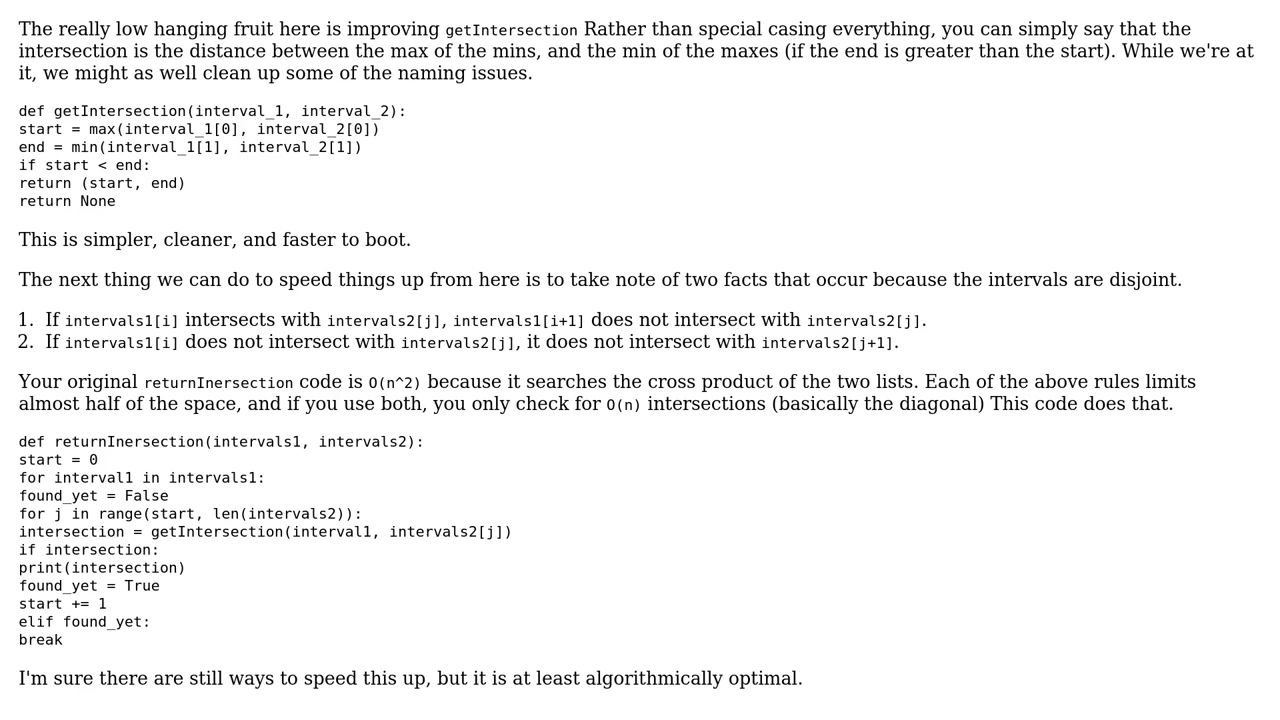 The really low hanging fruit here is improving getIntersection Rather than special casing everything, you can simply say that the
intersection is the distance between the max of the mins, and the min of the maxes (if the end is greater than the start). While we're at
it, we might as well clean up some of the naming issues.
def getIntersection(interval_1, interval_2):
start = max(interval_1[0], interval_2[0])
end = min(interval_1[1], interval_2[1])
if start < end:
return (start, end)
return None
This is simpler, cleaner, and faster to boot.
The next thing we can do to speed things up from here is to take note of two facts that occur because the intervals are disjoint.
1. If intervals1[i] intersects with intervals2[j], intervals1[i+1] does not intersect with intervals2[j].
2. If intervals1[i] does not intersect with intervals2[j], it does not intersect with intervals2[j+1].
Your original returnInersection code is O(n^2) because it searches the cross product of the two lists. Each of the above rules limits
almost half of the space, and if you use both, you only check for O(n) intersections (basically the diagonal) This code does that.
def returnInersection(intervals1, intervals2):
start = 0
for interval1 in intervals1:
found_yet = False
for j in range(start, len(intervals2)):
intersection = getIntersection(interval1, intervals2[j])
if intersection:
print(intersection)
found_yet = True
start += 1
elif found_yet:
break
I'm sure there are still ways to speed this up, but it is at least algorithmically optimal.